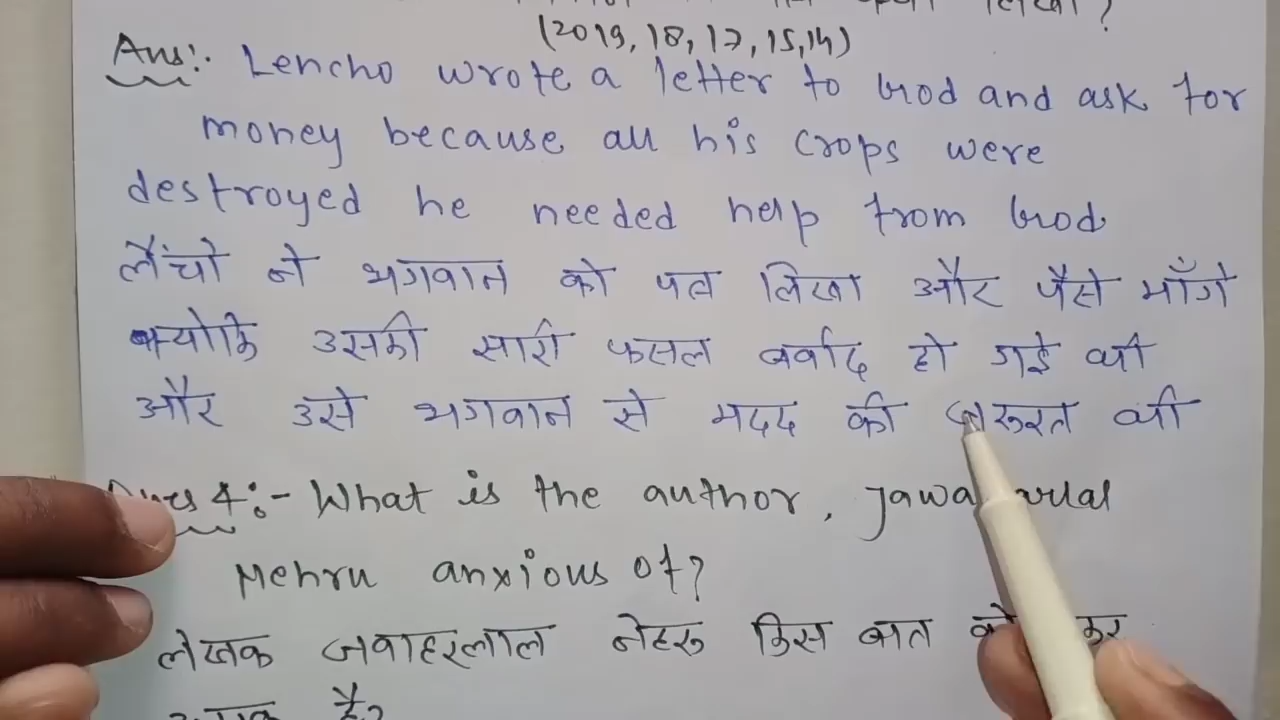 लिखा?
(2019, 18, 17, 15, 14)
Ans:- Lencho wrote a letter to God and ask for
money because all his crops were
destroyed he needed help from God
लेंचो ने भगवान को पत्र लिखा और पैसे माँगे
क्योकि उसकी सारी फसल बर्वाद हो गई थी
और उसे भगवान से मदद की जरूरत थी
Ques 4:- What is the author, Jawaharlal
Nehru anxious of?
लेखक जवाहरलाल नेहरू किस बात को कर
है?